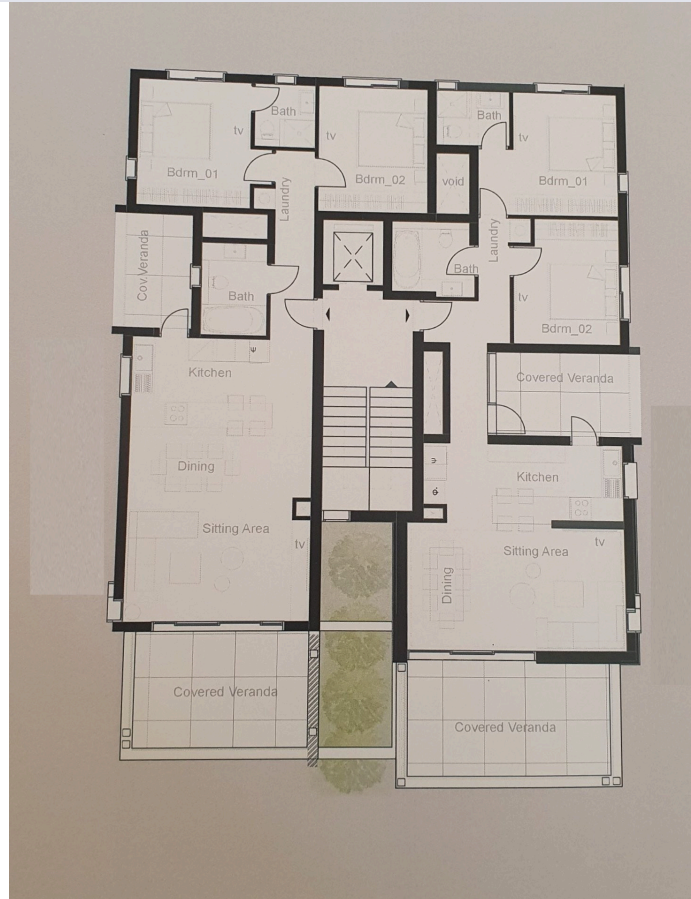 Bath
tv
Bdrm_01
tv
Bdrm_02
Laundry
Bath
tv
void
Bdrm_01
Cov.Veranda
Bath
Laundry
Bath
tv
Bdrm_02
Kitchen
Covered Veranda
Dining
Kitchen
Sitting Area
tv
Sitting Area
tv
Dining
Covered Veranda
Covered Veranda